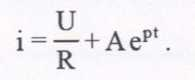 i = U/R + A e^{pt} .